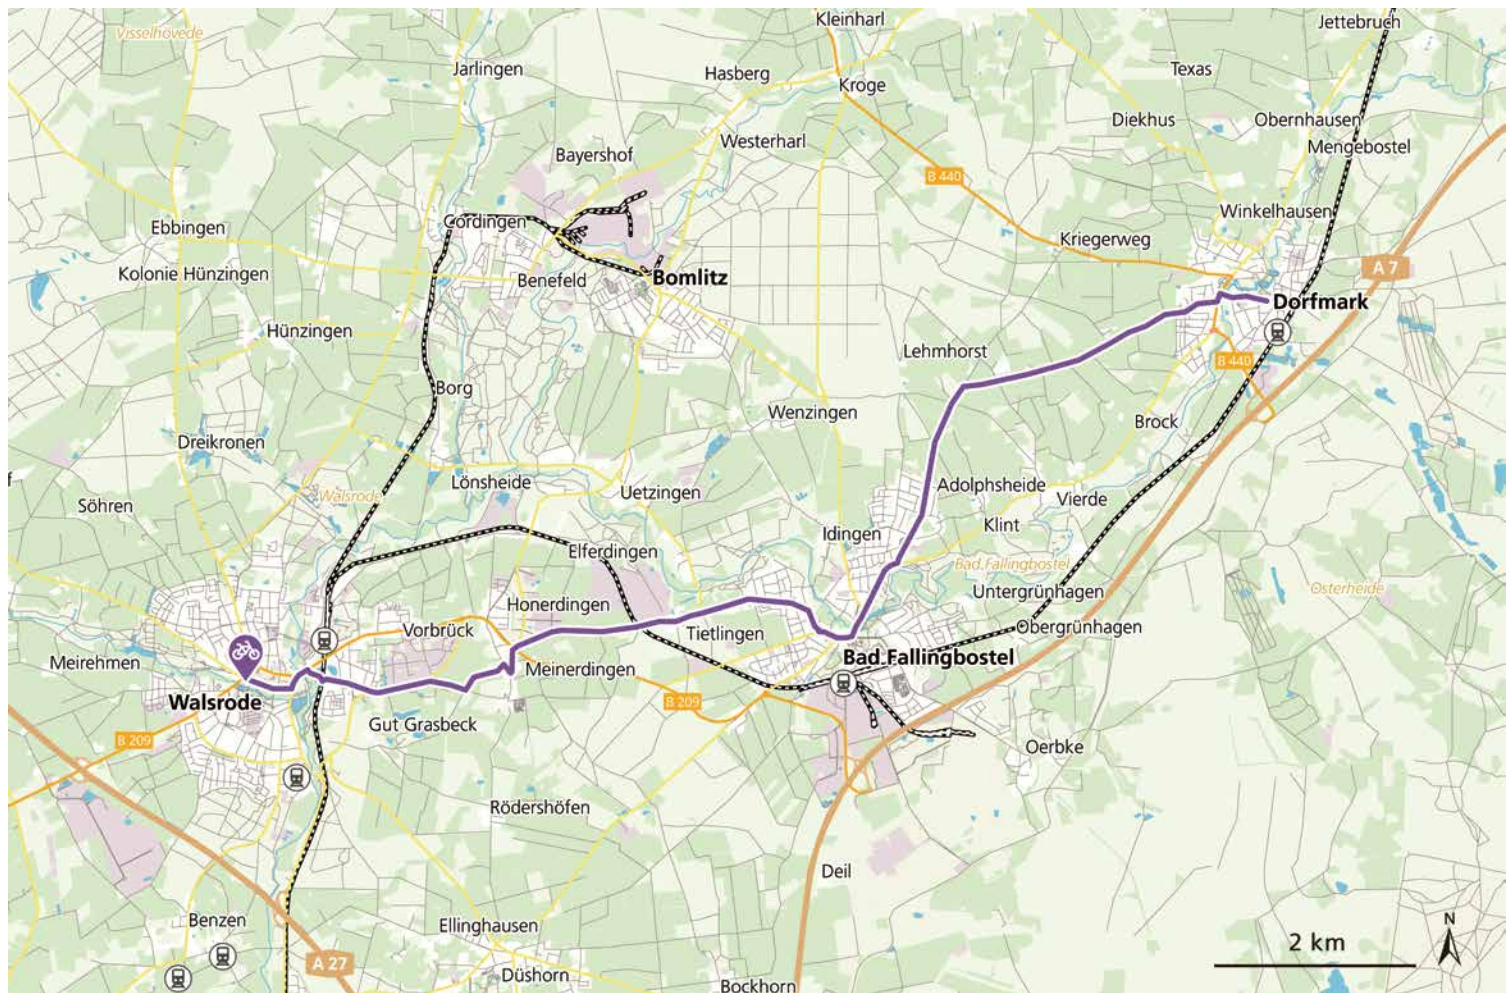 Kleinharl
Jettebruch
Visselhövede
Jarlingen
Hasberg
Texas
Kroge
Diekhus
Obernhausen
Westerharl
Mengebostel
Bayershof
B 440
Ebbingen
Cordingen
Winkelhausen
Kriegerweg
Kolonie Hünzingen
Benefeld
Bomlitz
A 7
Dorfmark
Hünzingen
Lehmhorst
B 440
Borg
Wenzingen
Brock
Dreikronen
Lönsheide
Uetzingen
Adolphsheide
Walsrode
Vierde
Söhren
Idingen
Klint
Elferdingen
Bad Fallingbostel
Osterheide
Honerdingen
Untergrünhagen
Vorbrück
Tietlingen
Obergrünhagen
Meirehmen
Meinerdingen
Bad Fallingbostel
Walsrode
B 209
Gut Grasbeck
B 209
Oerbke
Rödershöfen
Deil
Benzen
Ellinghausen
N
2 km
A 27
Düshorn
Bockhorn